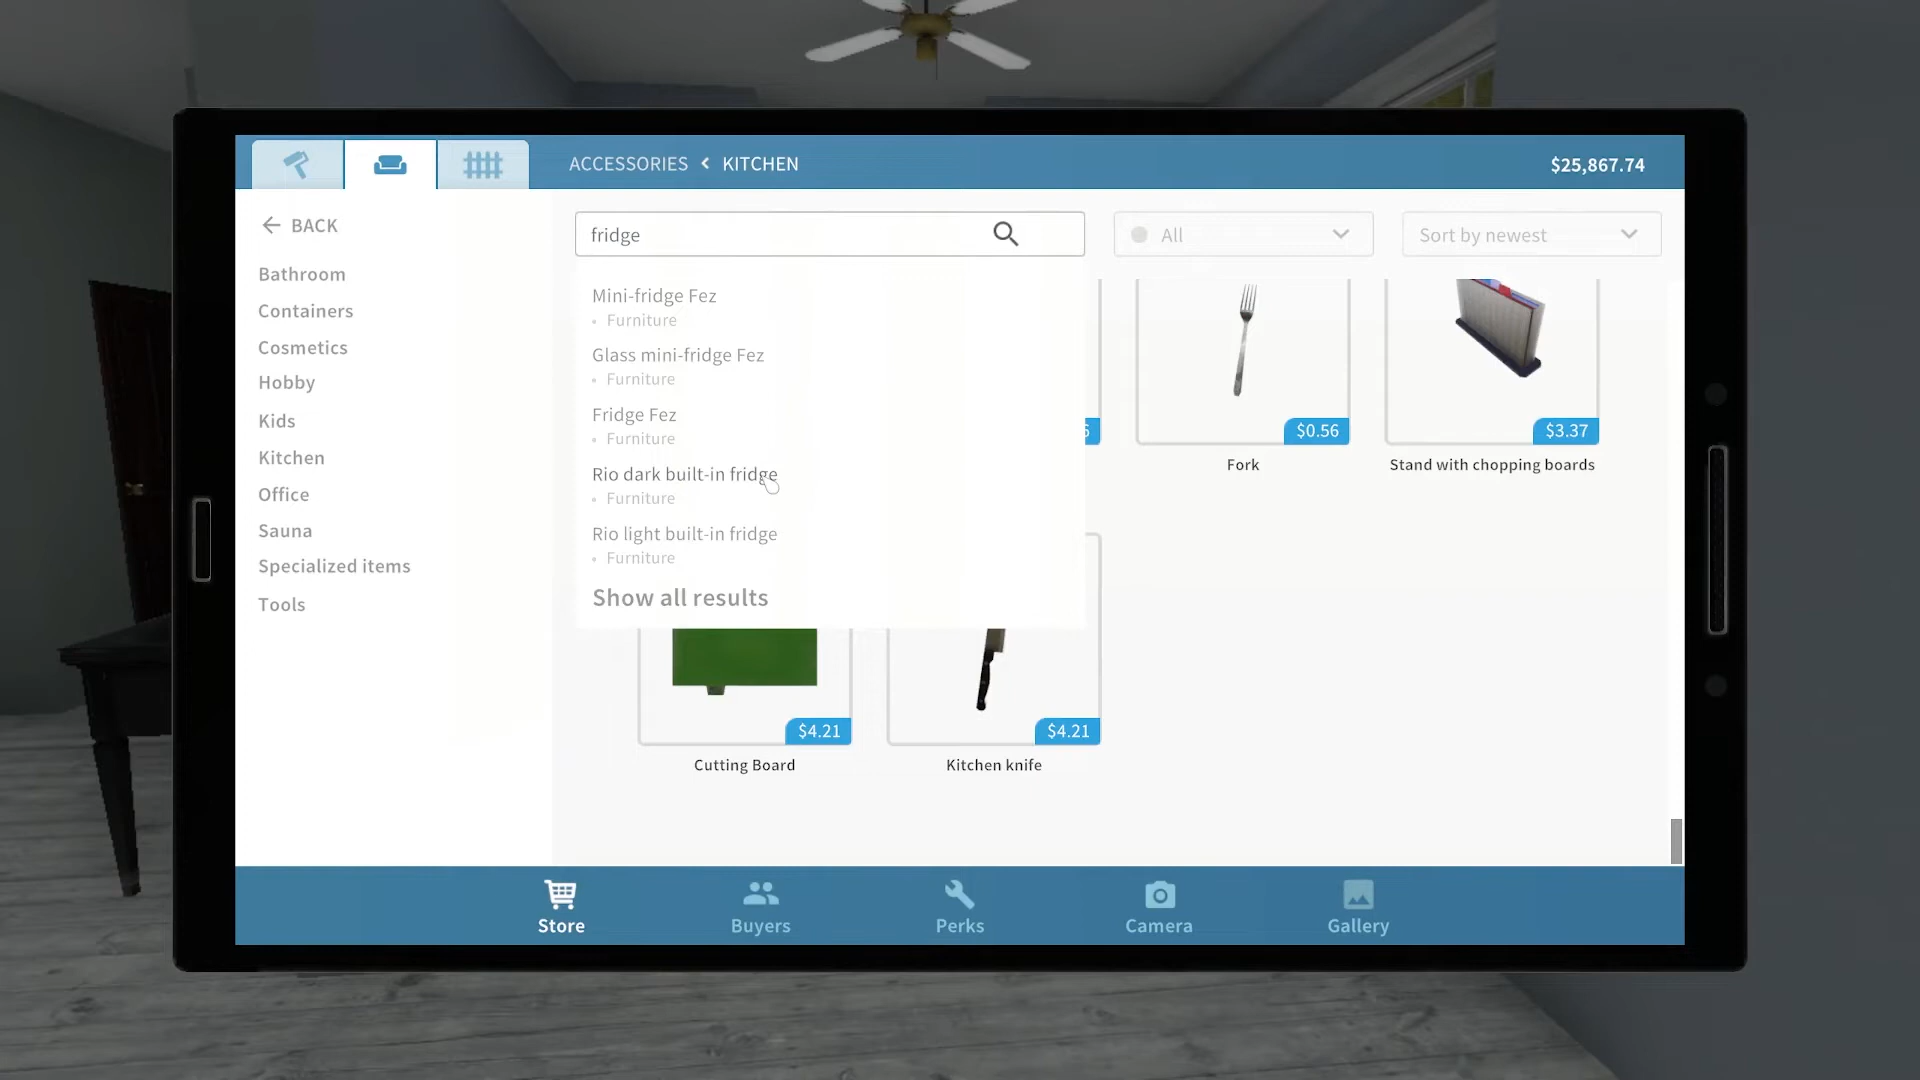 ACCESSORIES < KITCHEN
$25,867.74
BACK
Bathroom
Containers
Cosmetics
Hobby
Kids
Kitchen
Office
Sauna
Specialized items
Tools
fridge
All
Sort by newest
Mini-fridge Fez
• Furniture
Glass mini-fridge Fez
• Furniture
Fridge Fez
• Furniture
Rio dark built-in fridge
• Furniture
Rio light built-in fridge
• Furniture
Show all results
$0.56
$3.37
Fork
Stand with chopping boards
$4.21
$4.21
Cutting Board
Kitchen knife
Store
Buyers
Perks
Camera
Gallery